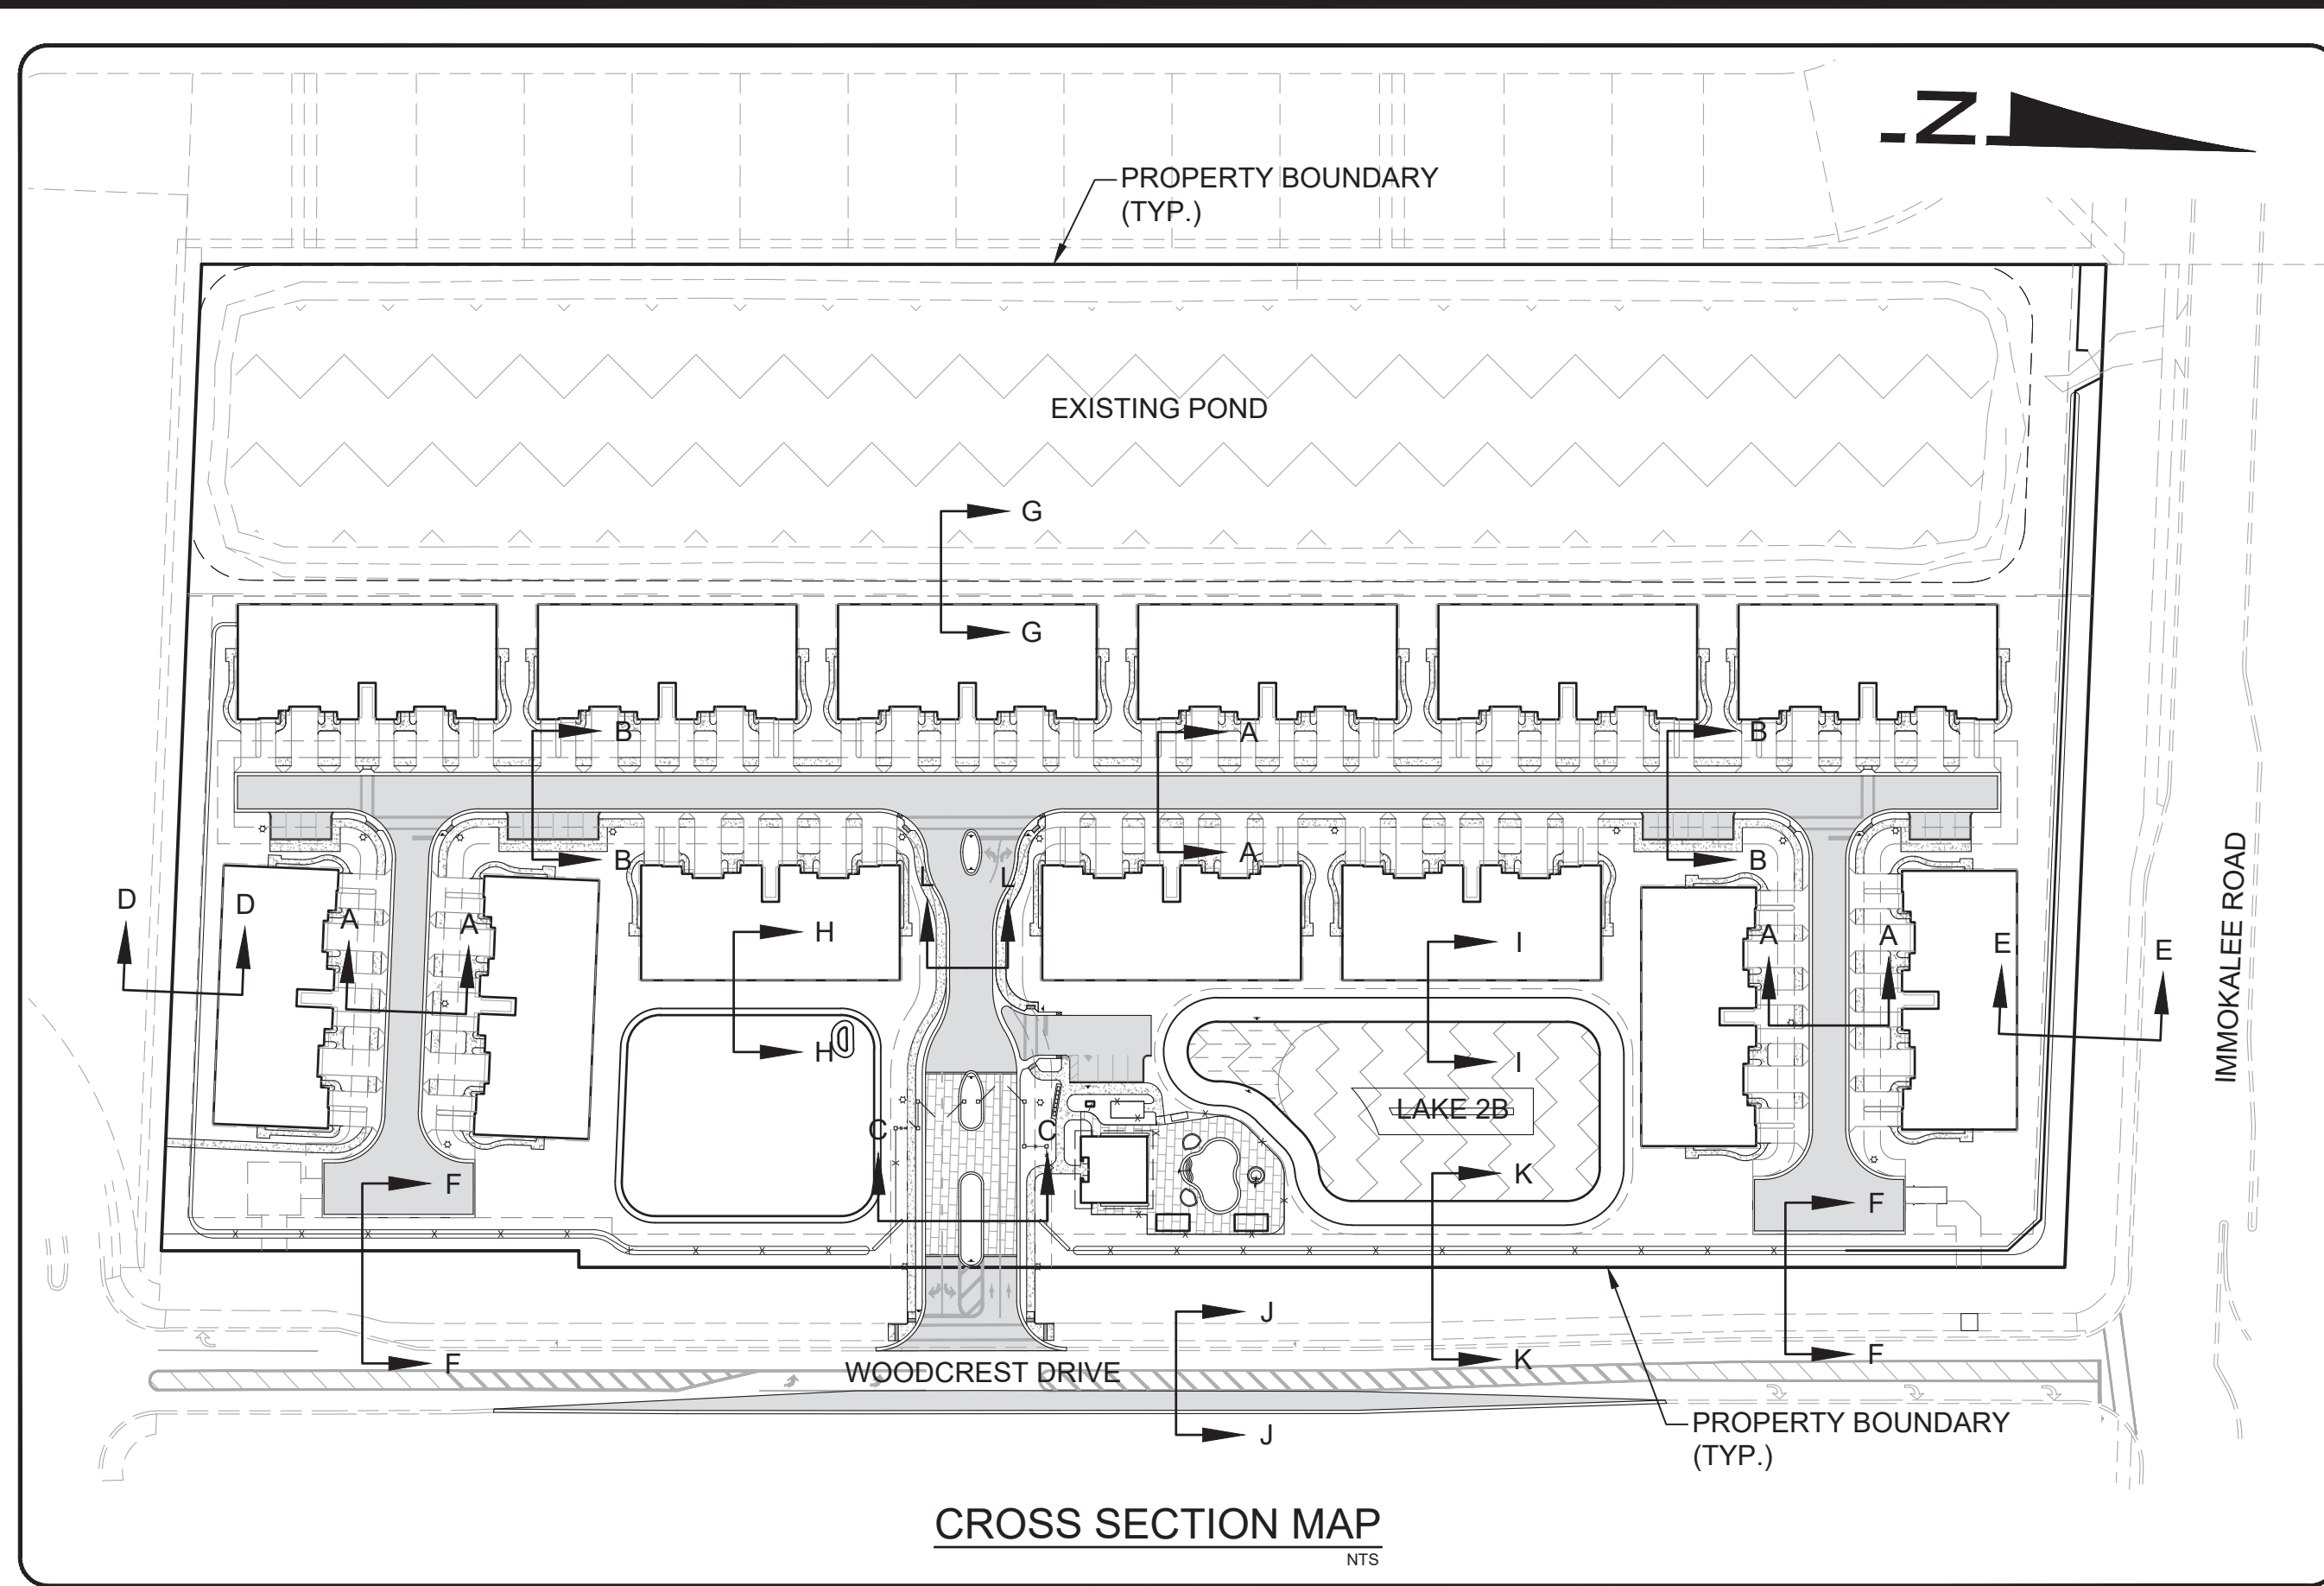 N
PROPERTY BOUNDARY
(TYP.)
EXISTING POND
G
G
B
A
B
B
A
B
D
D
A
A
H
L
L
I
A
A
E
E
IMMOKALEE ROAD
H
I
LAKE 2B
C
C
F
K
F
J
F
K
F
WOODCREST DRIVE
J
PROPERTY BOUNDARY
(TYP.)
CROSS SECTION MAP
NTS